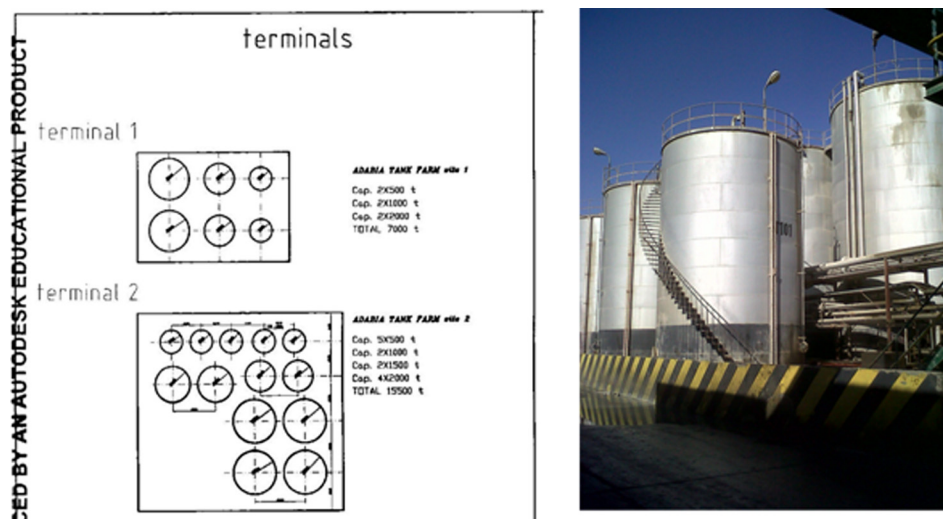 terminals
terminal 1
ADABIA TANK FARM site 1
Cap. 2X500 t
Cap. 2X1000 t
Cap. 2X2000 t
TOTAL 7000 t
terminal 2
ADABIA TANK FARM site 2
Cap. 5X500 t
Cap. 2X1000 t
Cap. 2X1500 t
Cap. 4X2000 t
TOTAL 15500 t
CED BY AN AUTODESK EDUCATIONAL PRODUCT